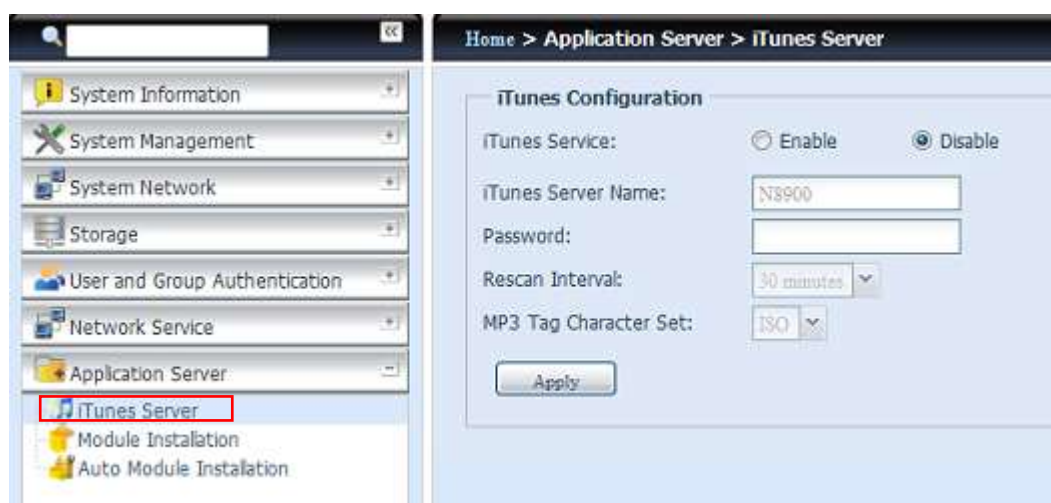 Home > Application Server > iTunes Server
System Information
System Management
System Network
Storage
User and Group Authentication
Network Service
Application Server
iTunes Server
Module Installation
Auto Module Installation
iTunes Configuration
iTunes Service: Enable Disable
iTunes Server Name: N8900
Password:
Rescan Interval: 30 minutes
MP3 Tag Character Set: ISO
Apply